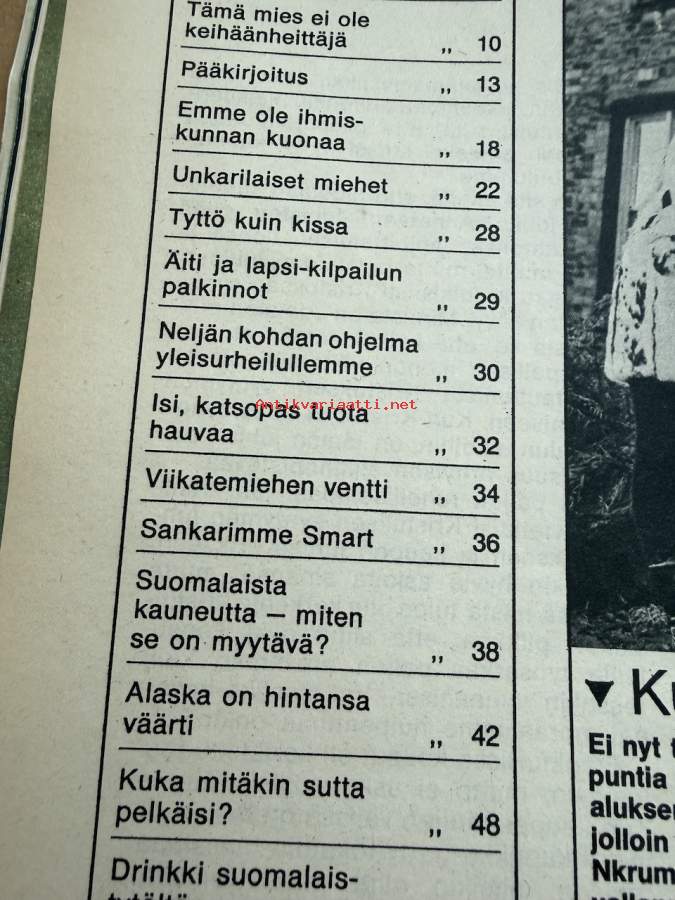 Tämä mies ei ole
keihäänheittäjä „ 10
Pääkirjoitus „ 13
Emme ole ihmis-
kunnan kuonaa „ 18
Unkarilaiset miehet „ 22
Tyttö kuin kissa „ 28
Äiti ja lapsi-kilpailun
palkinnot „ 29
Neljän kohdan ohjelma
yleisurheilullemme „ 30
Isi, katsopas tuota
Antikvariaatti.net
hauvaa „ 32
Viikatemiehen ventti „ 34
Sankarimme Smart „ 36
Suomalaista
kauneutta – miten
se on myytävä? „ 38
Alaska on hintansa
väärti „ 42
Kuka mitäkin sutta
pelkäisi? „ 48
Drinkki suomalais-
▼ Ku
Ei nyt t
puntia
aluksen
jolloin
Nkrum